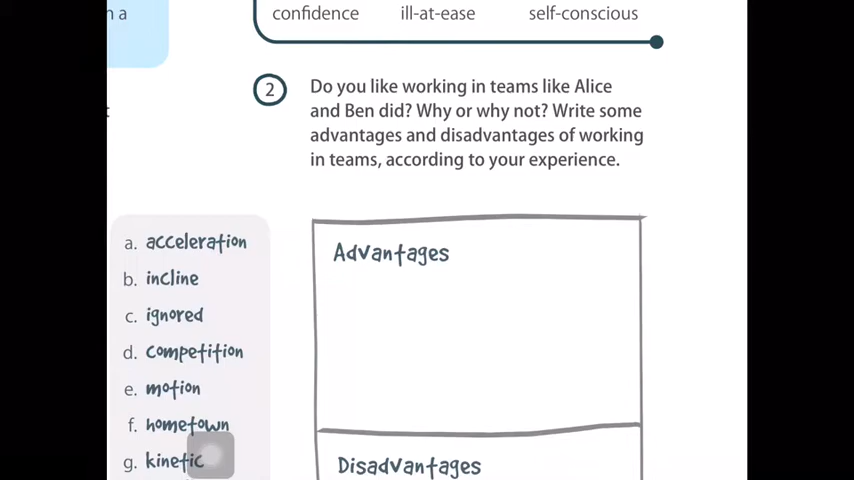 n a
confidence ill-at-ease self-conscious
2 Do you like working in teams like Alice
and Ben did? Why or why not? Write some
advantages and disadvantages of working
in teams, according to your experience.
a. acceleration
b. incline
c. ignored
d. competition
e. motion
f. hometown
g. kinetic
Advantages
Disadvantages